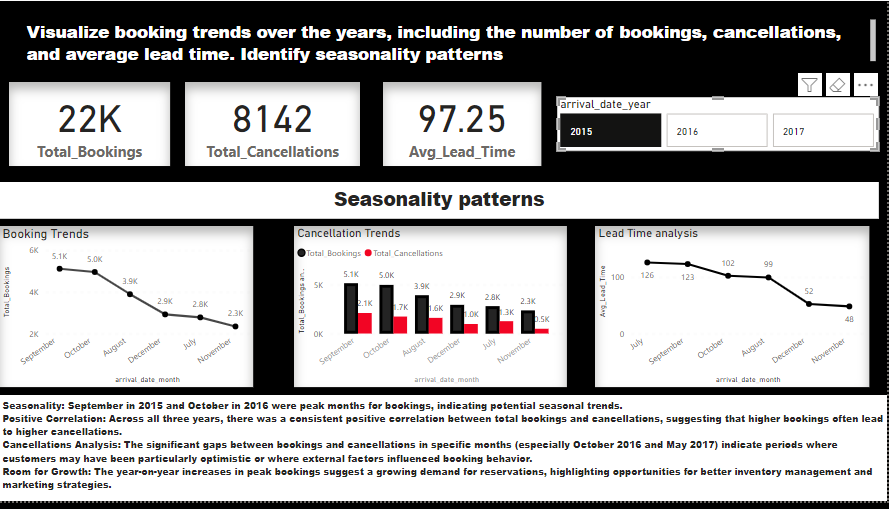 Visualize booking trends over the years, including the number of bookings, cancellations,
and average lead time. Identify seasonality patterns
22K
Total_Bookings
8142
Total_Cancellations
97.25
Avg_Lead_Time
arrival_date_year
2015
2016
2017
Seasonality patterns
Booking Trends
Total_Bookings
6K
4K
2K
5.1K
5.0K
3.9K
2.9K
2.8K
2.3K
September
October
August
December
July
November
arrival_date_month
Cancellation Trends
Total_Bookings Total_Cancellations
Total_Bookings an...
5K
0K
5.1K
2.1K
5.0K
1.7K
3.9K
1.6K
2.9K
1.0K
2.8K
1.3K
2.3K
0.5K
September
October
August
December
July
November
arrival_date_month
Lead Time analysis
Avg_Lead_Time
100
0
126
123
102
99
52
48
July
September
October
August
December
November
arrival_date_month
Seasonality: September in 2015 and October in 2016 were peak months for bookings, indicating potential seasonal trends.
Positive Correlation: Across all three years, there was a consistent positive correlation between total bookings and cancellations, suggesting that higher bookings often lead
to higher cancellations.
Cancellations Analysis: The significant gaps between bookings and cancellations in specific months (especially October 2016 and May 2017) indicate periods where
customers may have been particularly optimistic or where external factors influenced booking behavior.
Room for Growth: The year-on-year increases in peak bookings suggest a growing demand for reservations, highlighting opportunities for better inventory management and
marketing strategies.